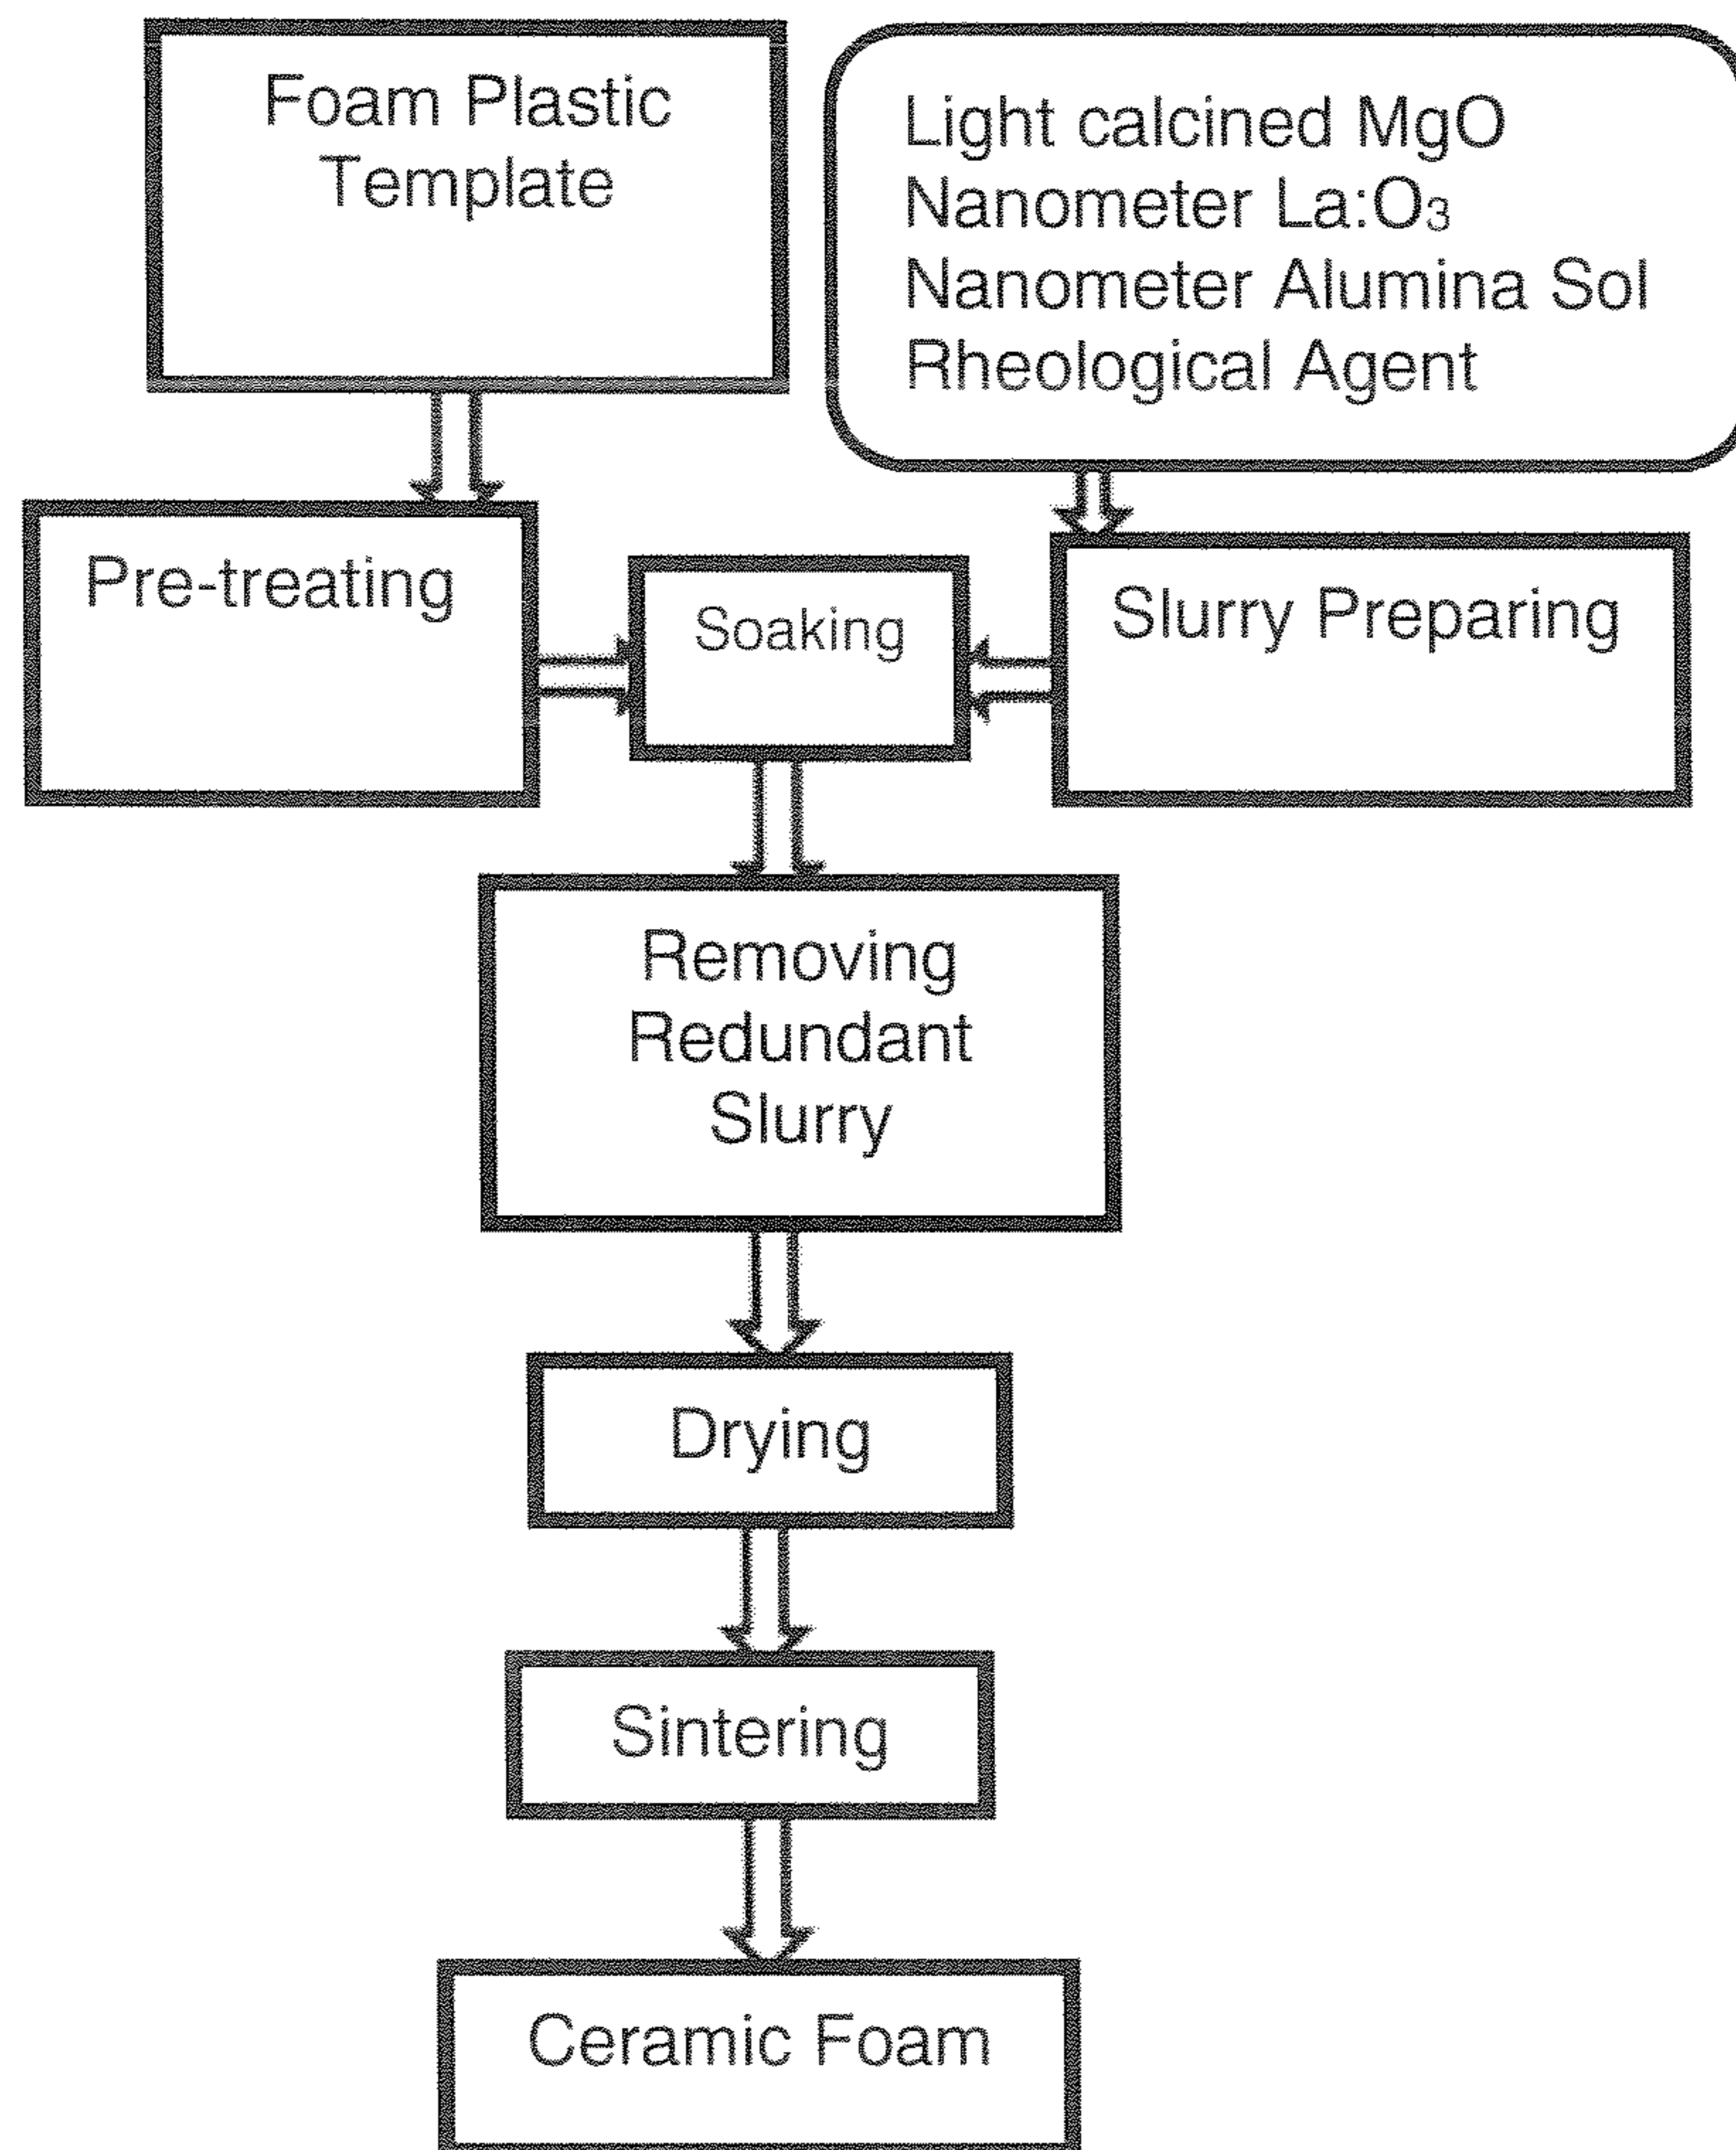 Foam Plastic
Template
Light calcined MgO
Nanometer La:O₃
Nanometer Alumina Sol
Rheological Agent
Pre-treating
Soaking
Slurry Preparing
Removing
Redundant
Slurry
Drying
Sintering
Ceramic Foam